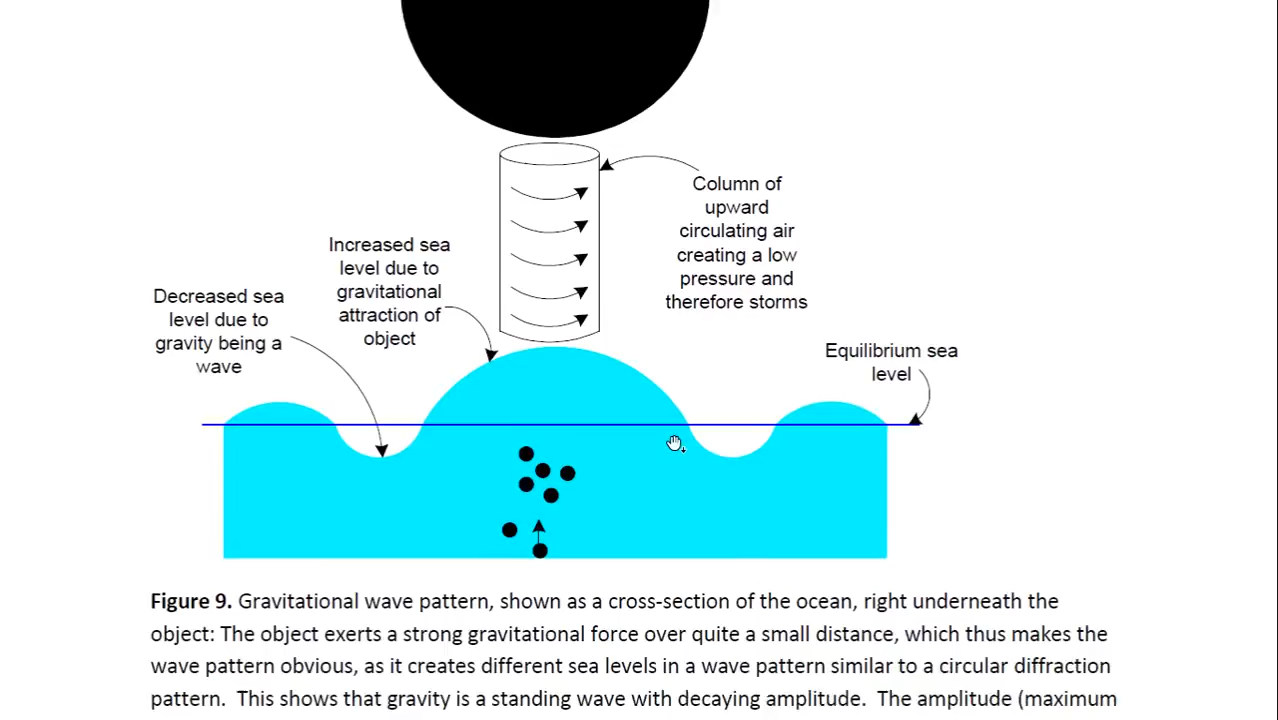 Column of
upward
circulating air
creating a low
pressure and
therefore storms
Increased sea
level due to
gravitational
attraction of
object
Decreased sea
level due to
gravity being a
wave
Equilibrium sea
level
Figure 9. Gravitational wave pattern, shown as a cross-section of the ocean, right underneath the
object: The object exerts a strong gravitational force over quite a small distance, which thus makes the
wave pattern obvious, as it creates different sea levels in a wave pattern similar to a circular diffraction
pattern.  This shows that gravity is a standing wave with decaying amplitude.  The amplitude (maximum